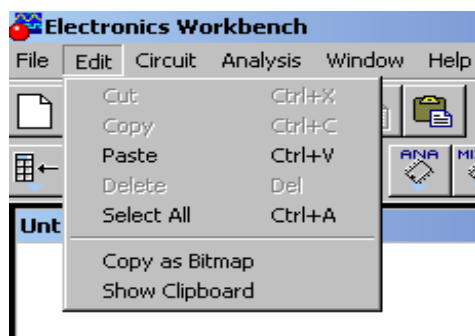 Electronics Workbench
File Edit Circuit Analysis Window Help
Cut Ctrl+X
Copy Ctrl+C
Paste Ctrl+V
Delete Del
Select All Ctrl+A
Copy as Bitmap
Show Clipboard
ANA
Unt